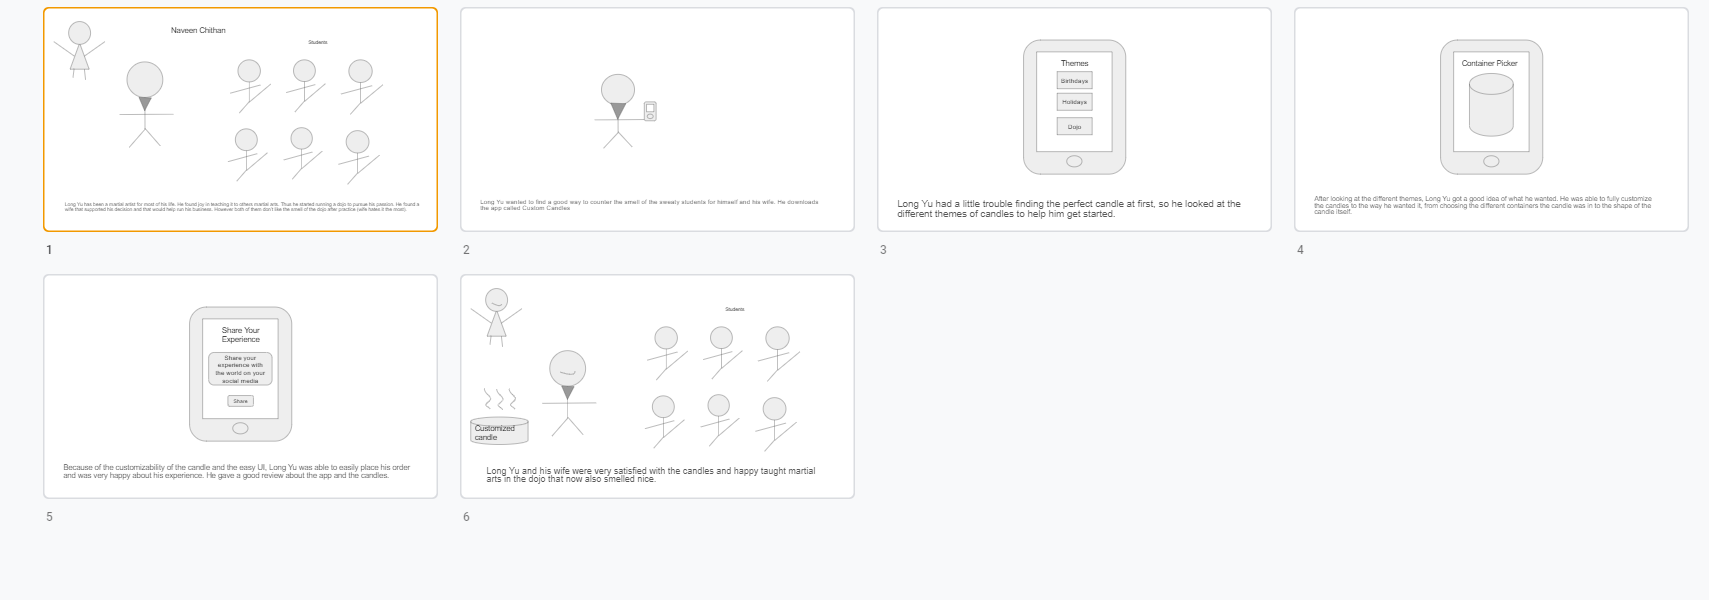 Naveen Chithan
Students
Long Yu has been a martial artist for most of his life. He found joy in teaching it to others martial arts. Thus he started running a dojo to pursue his passion. He found a
wife that supported his decision and that would help run his business. However both of them don't like the smell of the dojo after practice (wife hates it the most).
1
Long Yu wanted to find a good way to counter the smell of the sweaty students for himself and his wife. He downloads
the app called Custom Candles
2
Themes
Birthdays
Holidays
Dojo
Long Yu had a little trouble finding the perfect candle at first, so he looked at the
different themes of candles to help him get started.
3
Container Picker
After looking at the different themes, Long Yu got a good idea of what he wanted. He was able to fully customize
the candles to the way he wanted it, from choosing the different containers the candle was in to the shape of the
candle itself.
4
Share Your
Experience
Share your
experience with
the world on your
social media
Share
Because of the customizability of the candle and the easy UI, Long Yu was able to easily place his order
and was very happy about his experience. He gave a good review about the app and the candles.
5
Students
Customized
candle
Long Yu and his wife were very satisfied with the candles and happy taught martial
arts in the dojo that now also smelled nice.
6